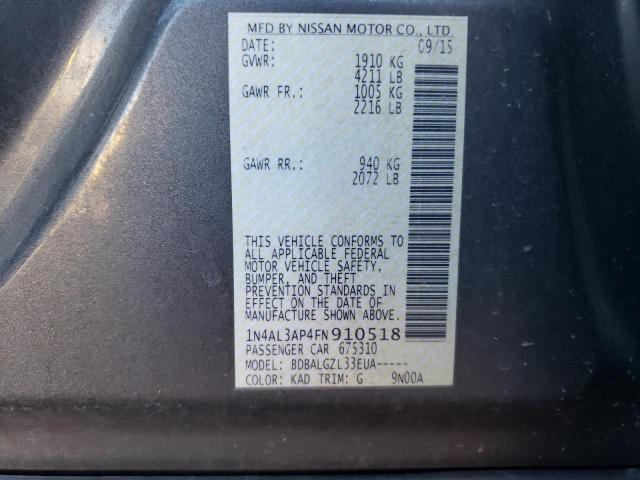 MFD BY NISSAN MOTOR CO., LTD.
DATE: 09/15
GVWR: 1910 KG
4211 LB
GAWR FR.: 1005 KG
2216 LB
GAWR RR.: 940 KG
2072 LB
THIS VEHICLE CONFORMS TO
ALL APPLICABLE FEDERAL
MOTOR VEHICLE SAFETY,
BUMPER, AND THEFT
PREVENTION STANDARDS IN
EFFECT ON THE DATE OF
MANUFACTURE SHOWN ABOVE.
1N4AL3AP4FN910518
PASSENGER CAR 675310
MODEL: BDBALGZL33EUA-----
COLOR: KAD TRIM: G 9N00A